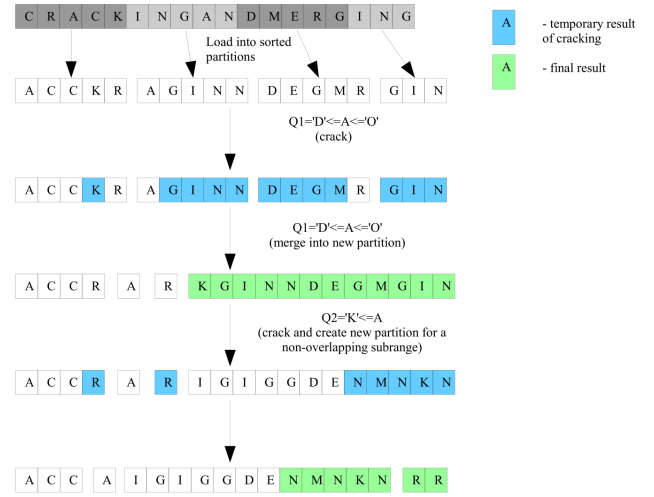 C R A C K I N G A N D M E R G I N G
A - temporary result
of cracking
Load into sorted
partitions
A - final result
A C C K R A G I N N D E G M R G I N
Q1='D'<=A<='O'
(crack)
A C C K R A G I N N D E G M R G I N
Q1='D'<=A<='O'
(merge into new partition)
A C C R A R K G I N N D E G M G I N
Q2='K'<=A
(crack and create new partition for a
non-overlapping subrange)
A C C R A R I G I G G D E N M N K N
A C C A I G I G G D E N M N K N R R